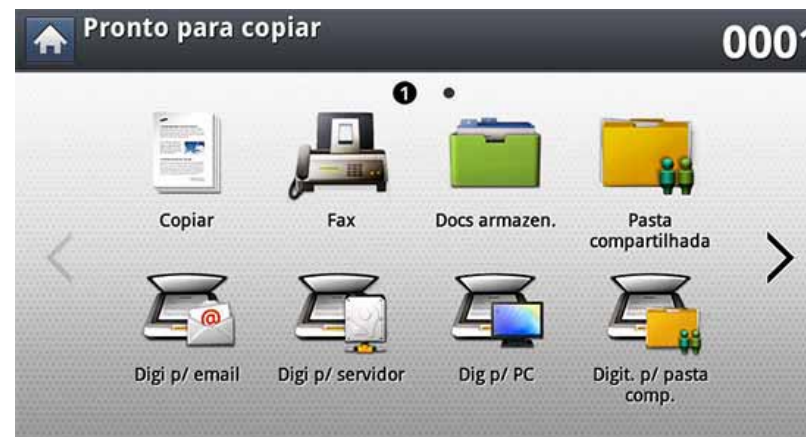 Pronto para copiar
0001
1
Copiar
Fax
Docs armazen.
Pasta
compartilhada
@
Digi p/ email
Digi p/ servidor
Dig p/ PC
Digit. p/ pasta
comp.